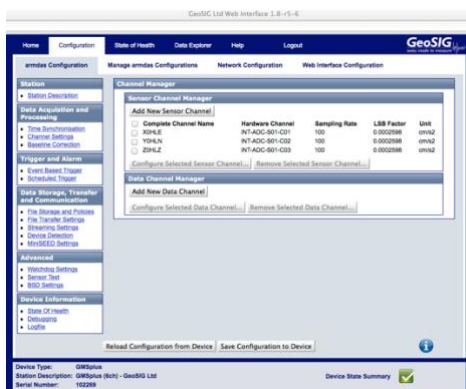 GeoSIG Ltd Web Interface 1.8-r5-6
Home Configuration State of Health Data Explorer Help Logout GeoSIG
armdas Configuration Manage armdas Configurations Network Configuration Web Interface Configuration
Station
Station Description
Data Acquisition and
Processing
Time Synchronisation
Channel Settings
Baseline Correction
Trigger and Alarm
Event Based Trigger
Scheduled Trigger
Data Storage, Transfer
and Communication
File Storage and Policies
File Transfer Settings
Streaming Settings
Device Detection
MiniSEED Settings
Advanced
Watchdog Settings
Sensor Test
BSD Settings
Device Information
State Of Health
Debugging
Logfile
Channel Manager
Sensor Channel Manager
Add New Sensor Channel
Complete Channel Name Hardware Channel Sampling Rate LSB Factor Unit
X0HLE INT-ADC-S01-C01 100 0.0002598 cm/s2
Y0HLN INT-ADC-S01-C02 100 0.0002598 cm/s2
Z0HLZ INT-ADC-S01-C03 100 0.0002598 cm/s2
Configure Selected Sensor Channel... Remove Selected Sensor Channel...
Data Channel Manager
Add New Data Channel
Configure Selected Data Channel... Remove Selected Data Channel...
Reload Configuration from Device Save Configuration to Device
Device Type: GMSplus
Station Description: GMSplus (6ch) - GeoSIG Ltd Device State Summary
Serial Number: 102269